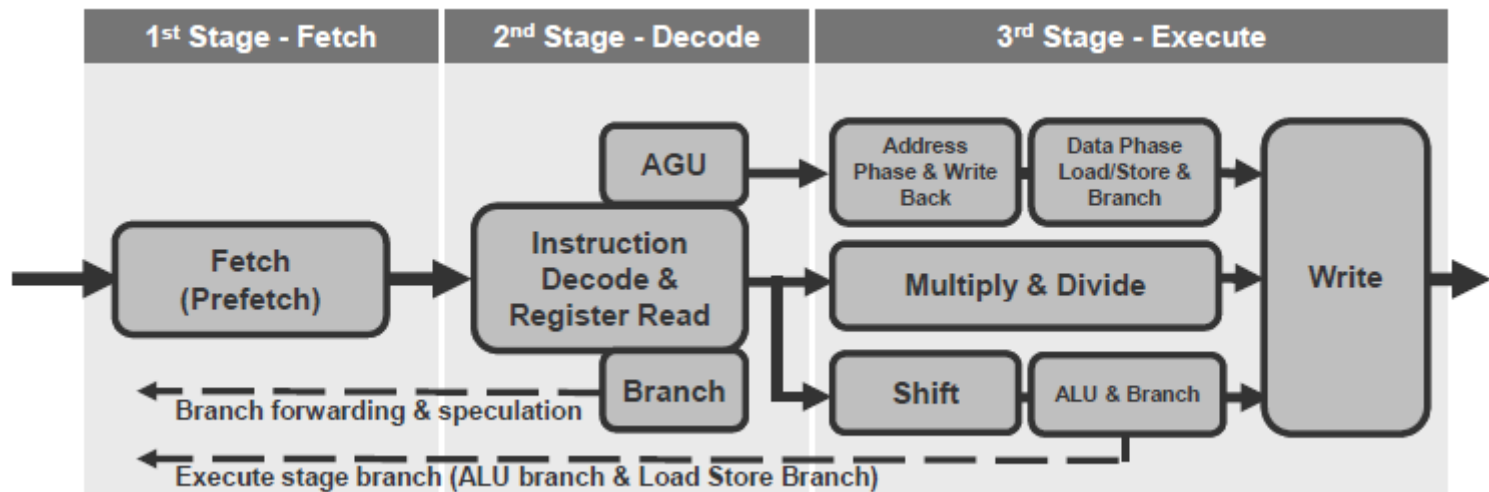 1st Stage - Fetch
2nd Stage - Decode
3rd Stage - Execute
AGU
Address
Phase & Write
Back
Data Phase
Load/Store &
Branch
Fetch
(Prefetch)
Instruction
Decode &
Register Read
Multiply & Divide
Write
Branch
Shift
ALU & Branch
Branch forwarding & speculation
Execute stage branch (ALU branch & Load Store Branch)